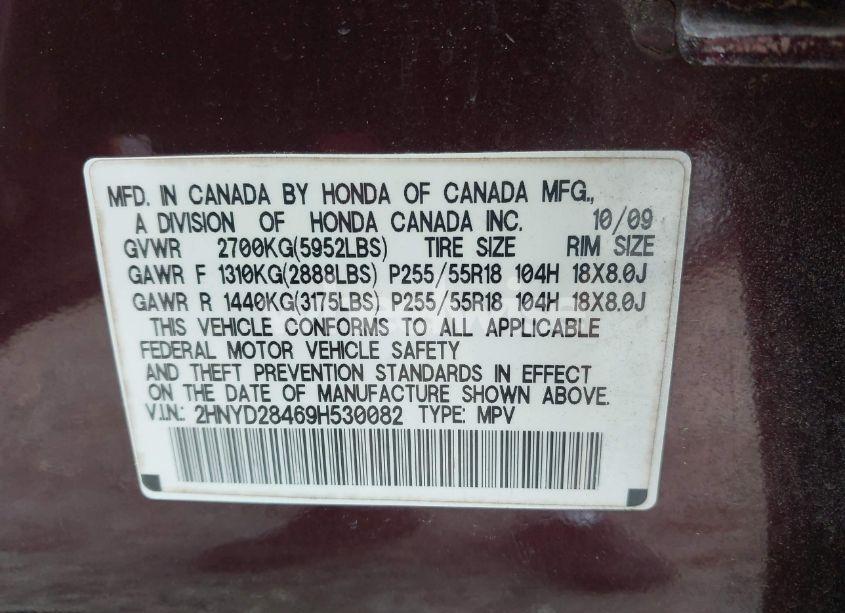 MFD. IN CANADA BY HONDA OF CANADA MFG.,
A DIVISION OF HONDA CANADA INC. 10/09
GVWR 2700KG(5952LBS) TIRE SIZE RIM SIZE
GAWR F 1310KG(2888LBS) P255/55R18 104H 18X8.0J
GAWR R 1440KG(3175LBS) P255/55R18 104H 18X8.0J
THIS VEHICLE CONFORMS TO ALL APPLICABLE
FEDERAL MOTOR VEHICLE SAFETY
AND THEFT PREVENTION STANDARDS IN EFFECT
ON THE DATE OF MANUFACTURE SHOWN ABOVE.
V.I.N.: 2HNYD28469H530082 TYPE: MPV